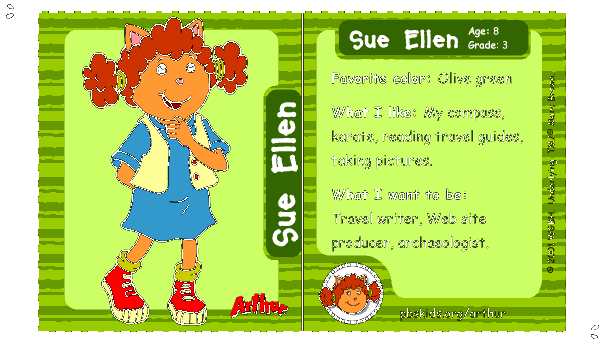 Sue Ellen
Arthur
Sue Ellen
Age: 8
Grade: 3
Favorite color: Olive green
What I like: My compass,
karate, reading travel guides,
taking pictures.
What I want to be:
Travel writer, Web site
producer, archaeologist.
pbskids.org/arthur